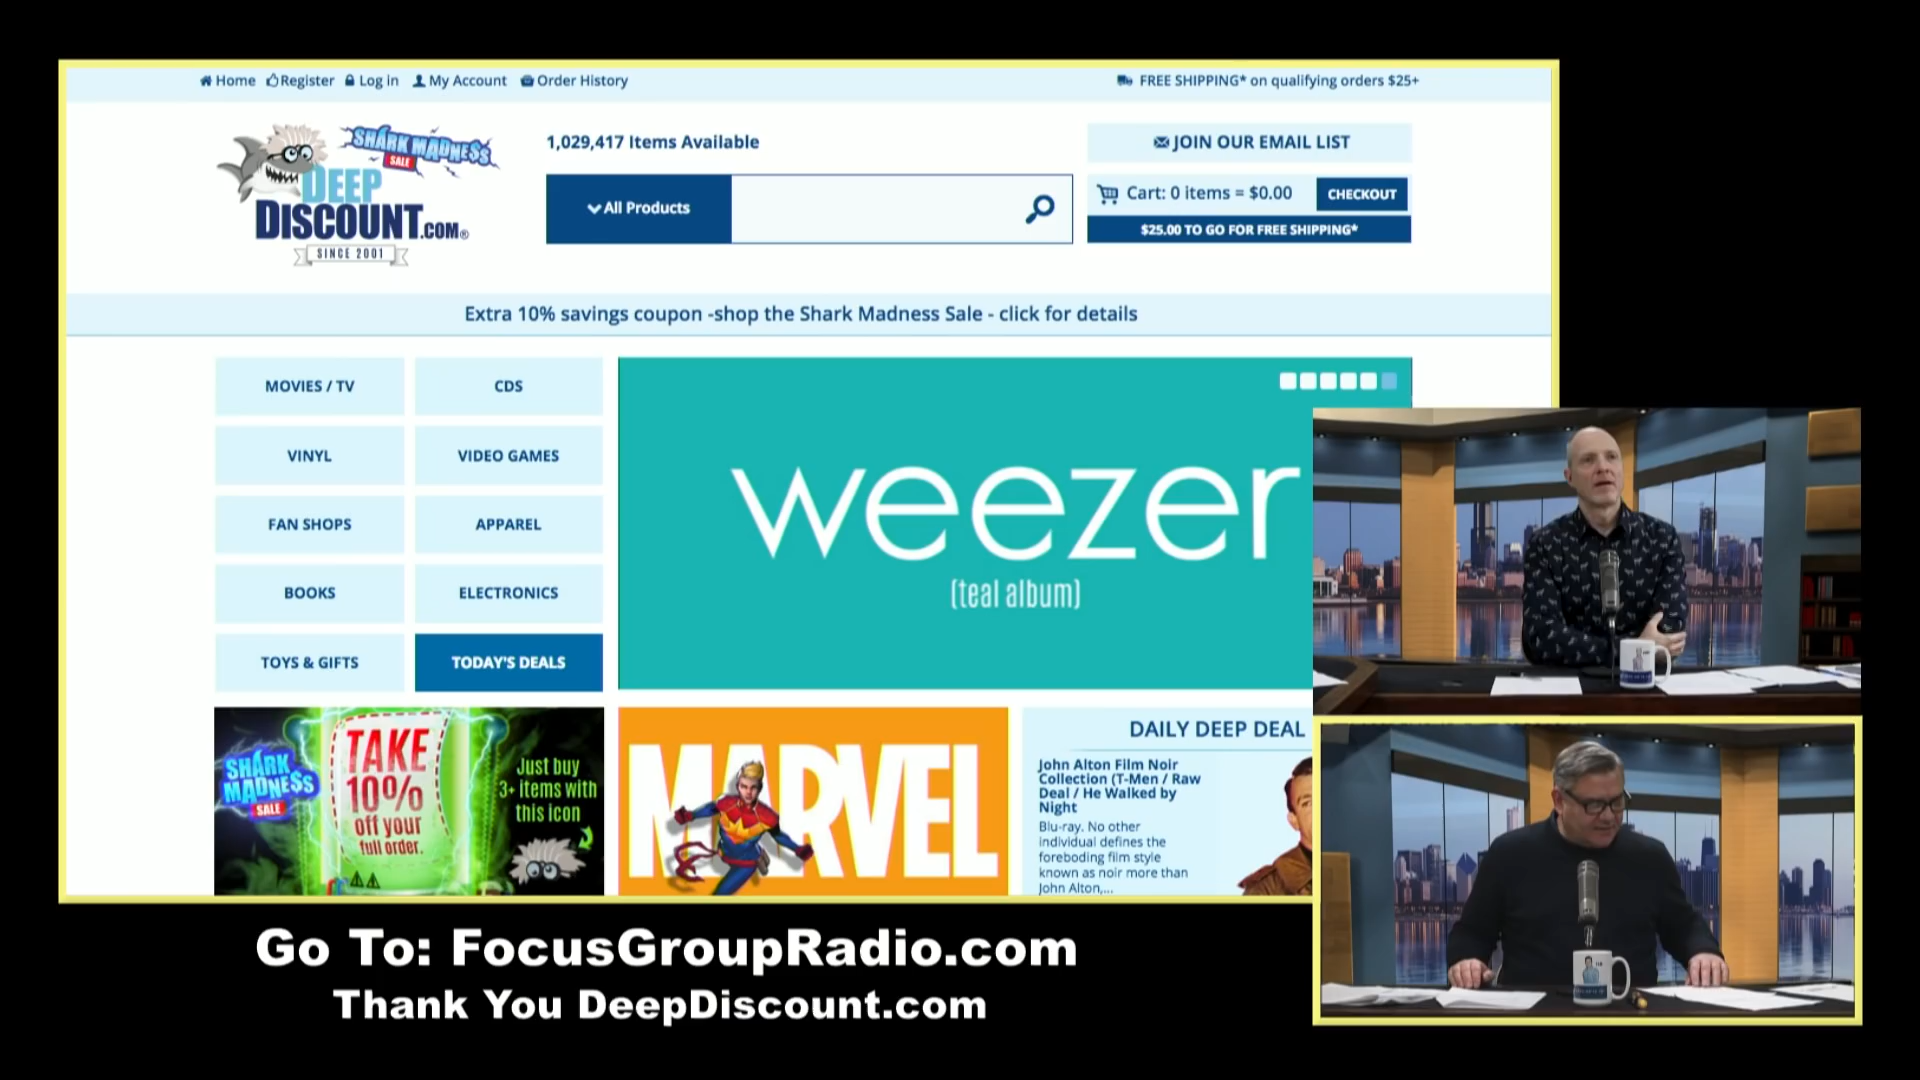 Home Register Log in My Account Order History
FREE SHIPPING* on qualifying orders $25+
SHARK MADNE$S
SALE
DEEP
DISCOUNT.COM®
SINCE 2001
1,029,417 Items Available
All Products
JOIN OUR EMAIL LIST
Cart: 0 items = $0.00
CHECKOUT
$25.00 TO GO FOR FREE SHIPPING*
Extra 10% savings coupon -shop the Shark Madness Sale - click for details
MOVIES / TV
CDS
VINYL
VIDEO GAMES
FAN SHOPS
APPAREL
BOOKS
ELECTRONICS
TOYS & GIFTS
TODAY'S DEALS
weezer
(teal album)
SHARK
MADNE$S
SALE
TAKE
10%
off your
full order.
Just buy
3+ items with
this icon
MARVEL
DAILY DEEP DEAL
John Alton Film Noir
Collection (T-Men / Raw
Deal / He Walked by
Night
Blu-ray. No other
individual defines the
foreboding film style
known as noir more than
John Alton,...
Go To: FocusGroupRadio.com
Thank You DeepDiscount.com